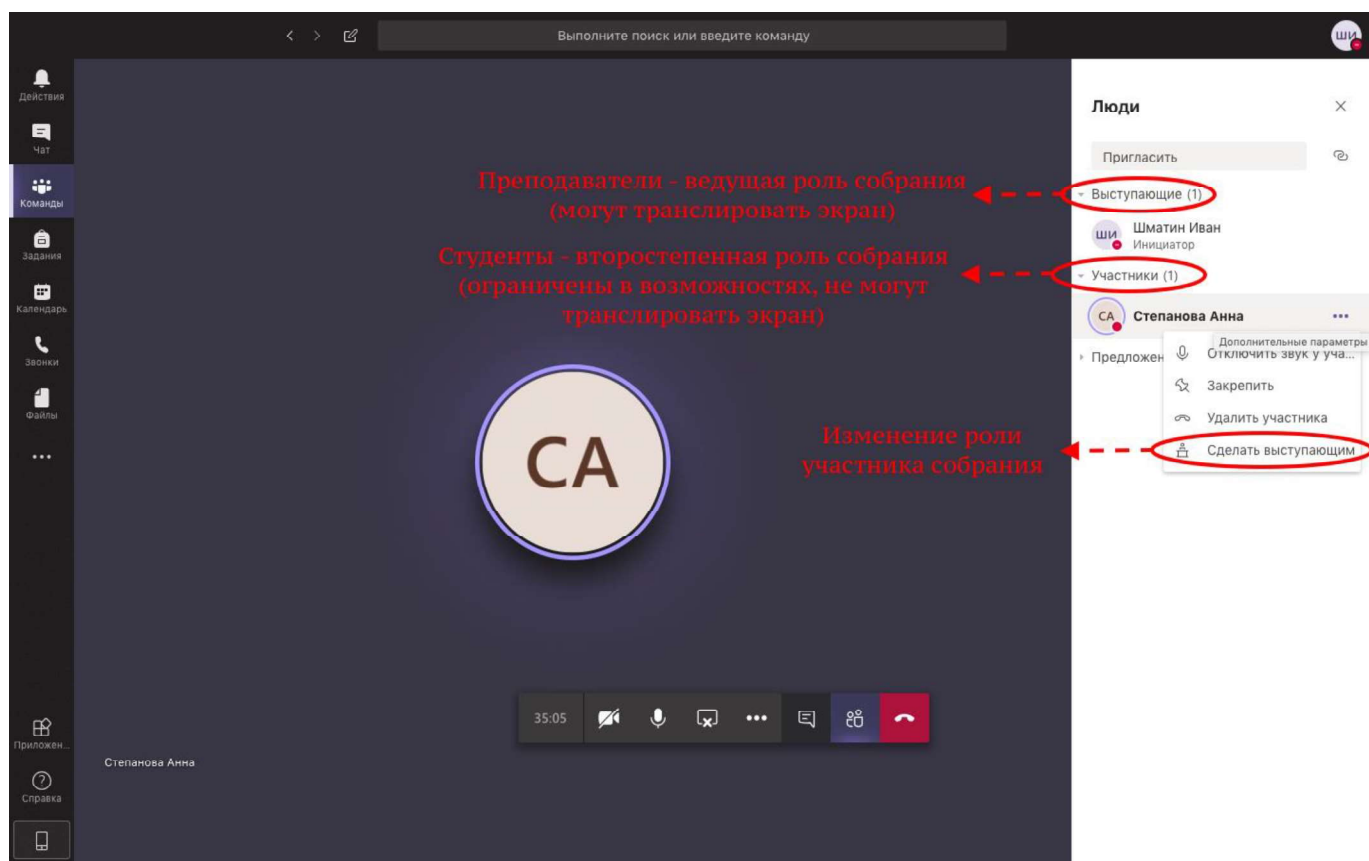 Выполните поиск или введите команду
ШИ
Действия
Чат
Команды
Задания
Календарь
Звонки
Файлы
Приложен...
Справка
Преподаватели - ведущая роль собрания
(могут транслировать экран)
Студенты - второстепенная роль собрания
(ограничены в возможностях, не могут
транслировать экран)
СА
Изменение роли
участника собрания
35:05
Степанова Анна
Люди
Пригласить
Выступающие (1)
ШИ
Шматин Иван
Инициатор
Участники (1)
СА
Степанова Анна
Дополнительные параметры
Предложен
Отключить звук у уча...
Закрепить
Удалить участника
Сделать выступающим